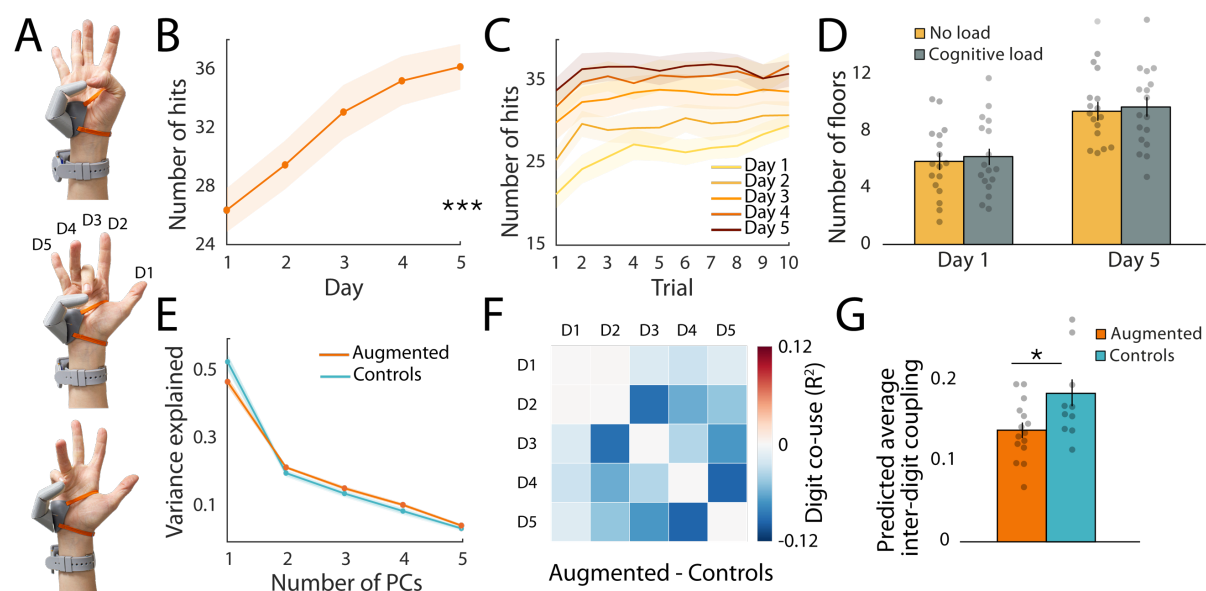 A
D5
D4
D3
D2
D1
B
Number of hits
36
32
28
24
***
1 2 3 4 5
Day
C
Number of hits
35
25
15
Day 1
Day 2
Day 3
Day 4
Day 5
1 2 3 4 5 6 7 8 9 10
Trial
D
No load
Cognitive load
Number of floors
12
8
4
0
Day 1 Day 5
E
Variance explained
0.5
0.3
0.1
Augmented
Controls
1 2 3 4 5
Number of PCs
F
D1 D2 D3 D4 D5
D1
D2
D3
D4
D5
0.12
0
-0.12
Digit co-use (R²)
Augmented - Controls
G
Augmented
Controls
*
Predicted average
inter-digit coupling
0.2
0.1
0